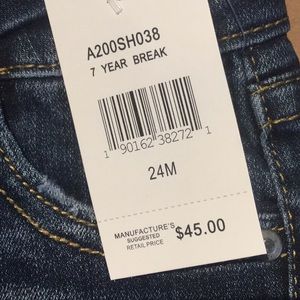 A200SH038
7 YEAR BREAK
1 90162 38272 1
24M
MANUFACTURE'S
SUGGESTED
RETAIL PRICE
$45.00